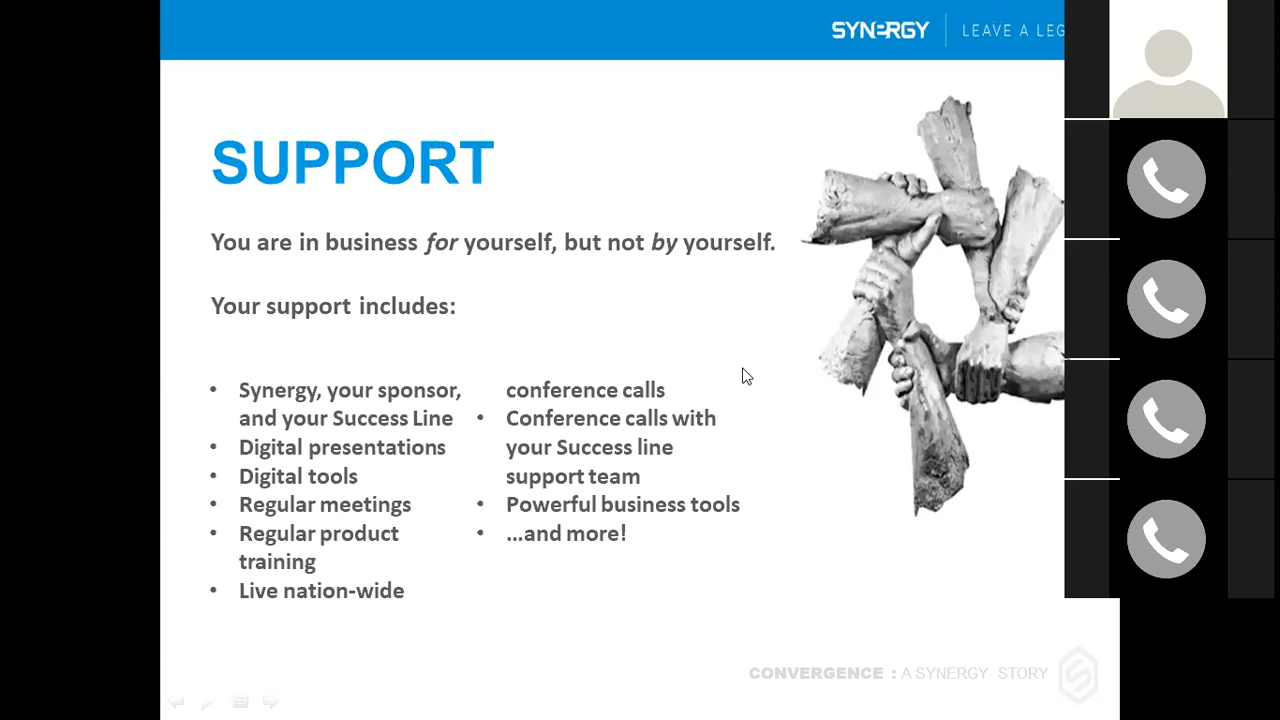 SYNERGY
LEAVE A LEG
SUPPORT
You are in business for yourself, but not by yourself.
Your support includes:
• Synergy, your sponsor,
and your Success Line
• Digital presentations
• Digital tools
• Regular meetings
• Regular product
training
• Live nation-wide
conference calls
• Conference calls with
your Success line
support team
• Powerful business tools
• ...and more!
CONVERGENCE : A SYNERGY STORY